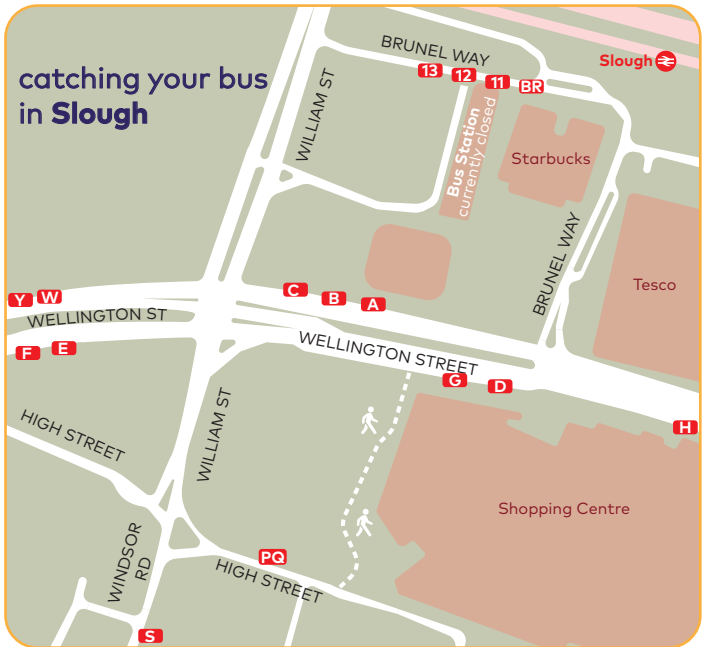 catching your bus
in Slough
BRUNEL WAY
Slough
13
12
11
BR
WILLIAM ST
Bus Station
currently closed
Starbucks
BRUNEL WAY
Tesco
Y
W
C
B
A
WELLINGTON ST
WELLINGTON STREET
F
E
G
D
H
HIGH STREET
WILLIAM ST
Shopping Centre
WINDSOR
RD
PQ
HIGH STREET
S